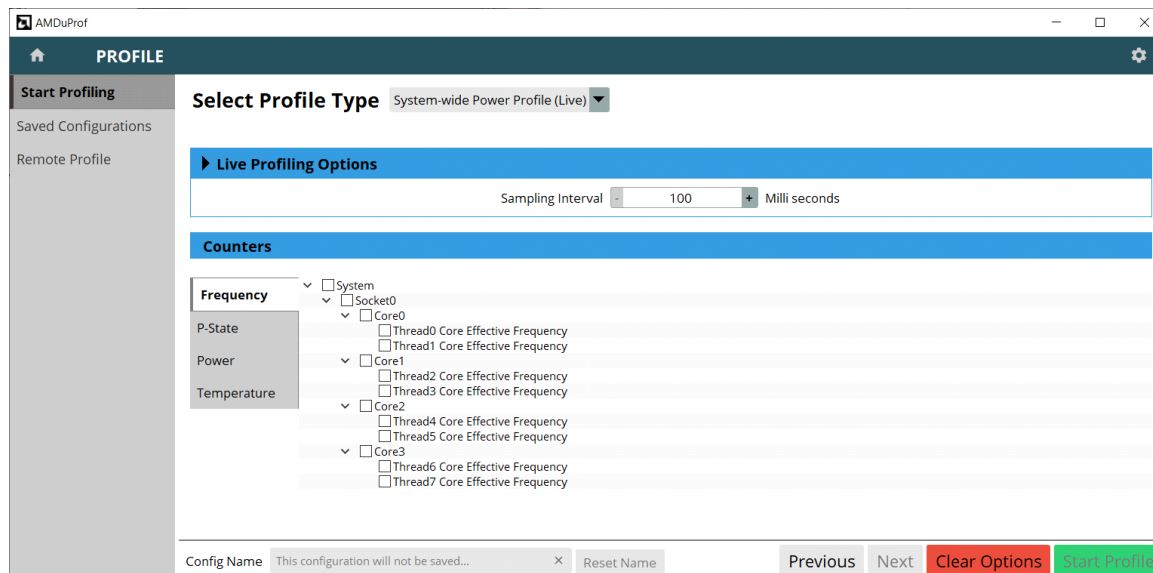 AMDuProf
PROFILE
Start Profiling
Saved Configurations
Remote Profile
Select Profile Type System-wide Power Profile (Live)
Live Profiling Options
Sampling Interval - 100 + Milli seconds
Counters
Frequency
P-State
Power
Temperature
System
Socket0
Core0
Thread0 Core Effective Frequency
Thread1 Core Effective Frequency
Core1
Thread2 Core Effective Frequency
Thread3 Core Effective Frequency
Core2
Thread4 Core Effective Frequency
Thread5 Core Effective Frequency
Core3
Thread6 Core Effective Frequency
Thread7 Core Effective Frequency
Config Name This configuration will not be saved... × Reset Name Previous Next Clear Options Start Profile